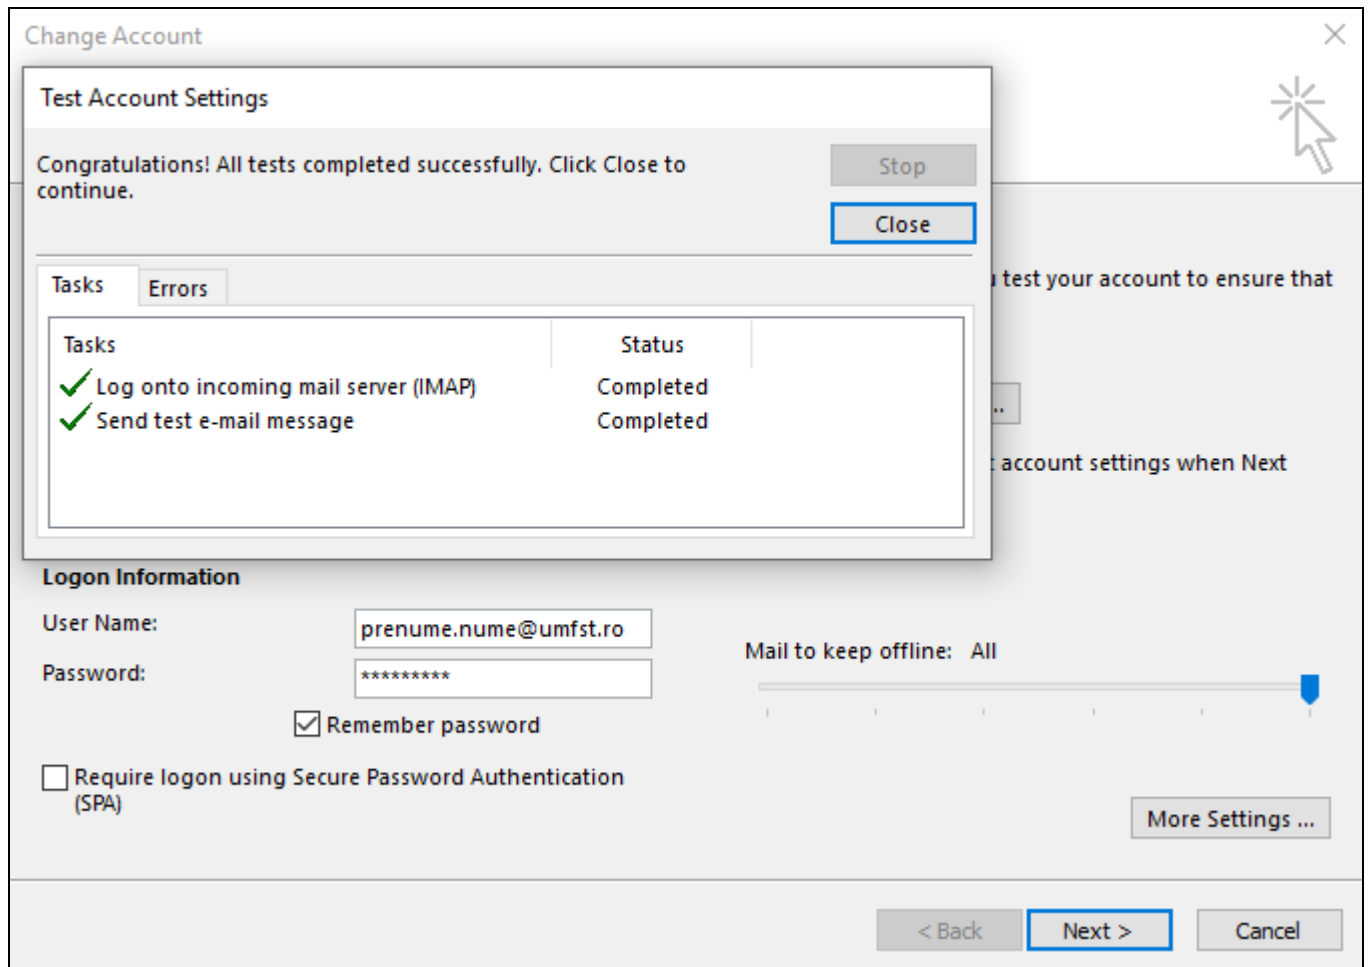 Change Account
Test Account Settings
Congratulations! All tests completed successfully. Click Close to
continue.
Stop
Close
Tasks
Errors
Tasks Status
Log onto incoming mail server (IMAP) Completed
Send test e-mail message Completed
test your account to ensure that
..
account settings when Next
Logon Information
User Name:
prenume.nume@umfst.ro
Password:
*********
Remember password
Mail to keep offline: All
Require logon using Secure Password Authentication
(SPA)
More Settings ...
< Back
Next >
Cancel